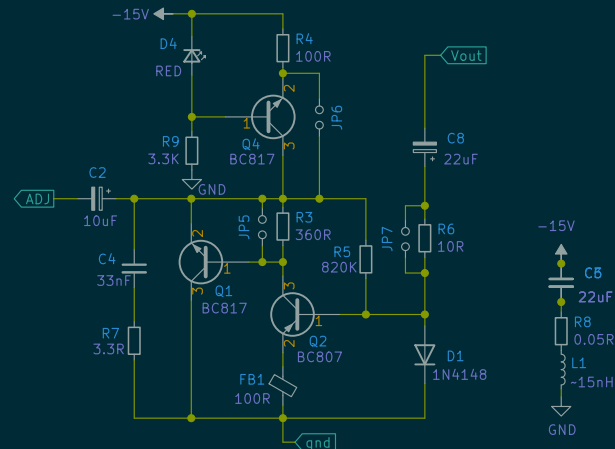 -15V
D4
RED
R4
100R
2
1
3
Q4
BC817
JP6
R9
3.3K
GND
Vout
C8
+
22uF
C2
+
10uF
ADJ
C4
33nF
R7
3.3R
2
1
3
Q1
BC817
JP5
R3
360R
R5
820K
JP7
R6
10R
3
1
2
Q2
BC807
FB1
100R
D1
1N4148
gnd
-15V
22uF
R8
0.05R
L1
~15nH
GND